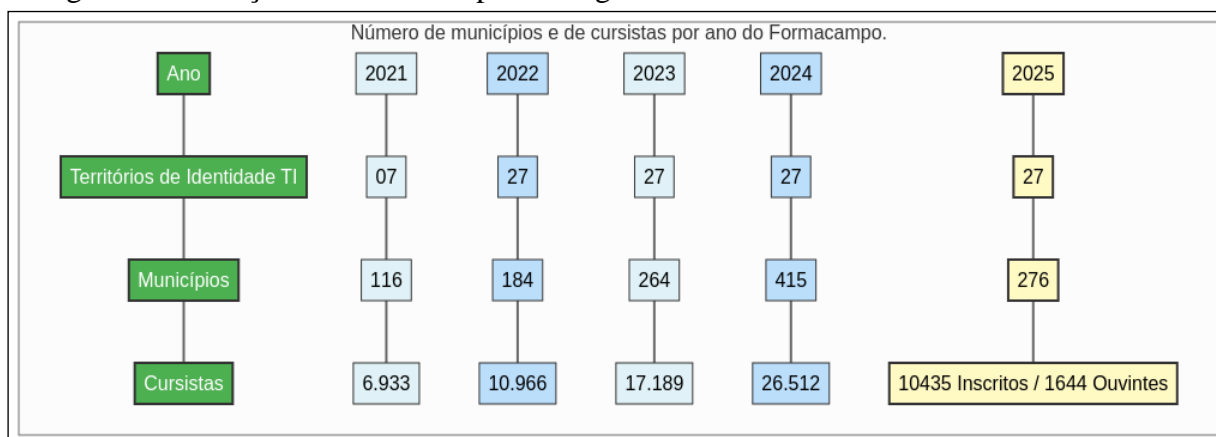 Número de municípios e de cursistas por ano do Formacampo.
Ano 2021 2022 2023 2024 2025
Territórios de Identidade TI 07 27 27 27 27
Municípios 116 184 264 415 276
Cursistas 6.933 10.966 17.189 26.512 10435 Inscritos / 1644 Ouvintes